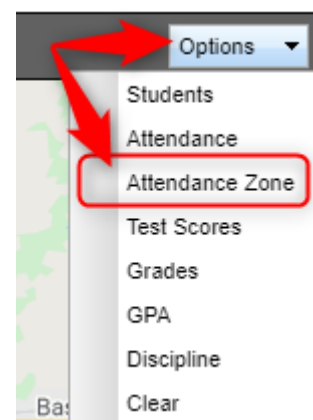 Options
Students
Attendance
Attendance Zone
Test Scores
Grades
GPA
Discipline
Clear